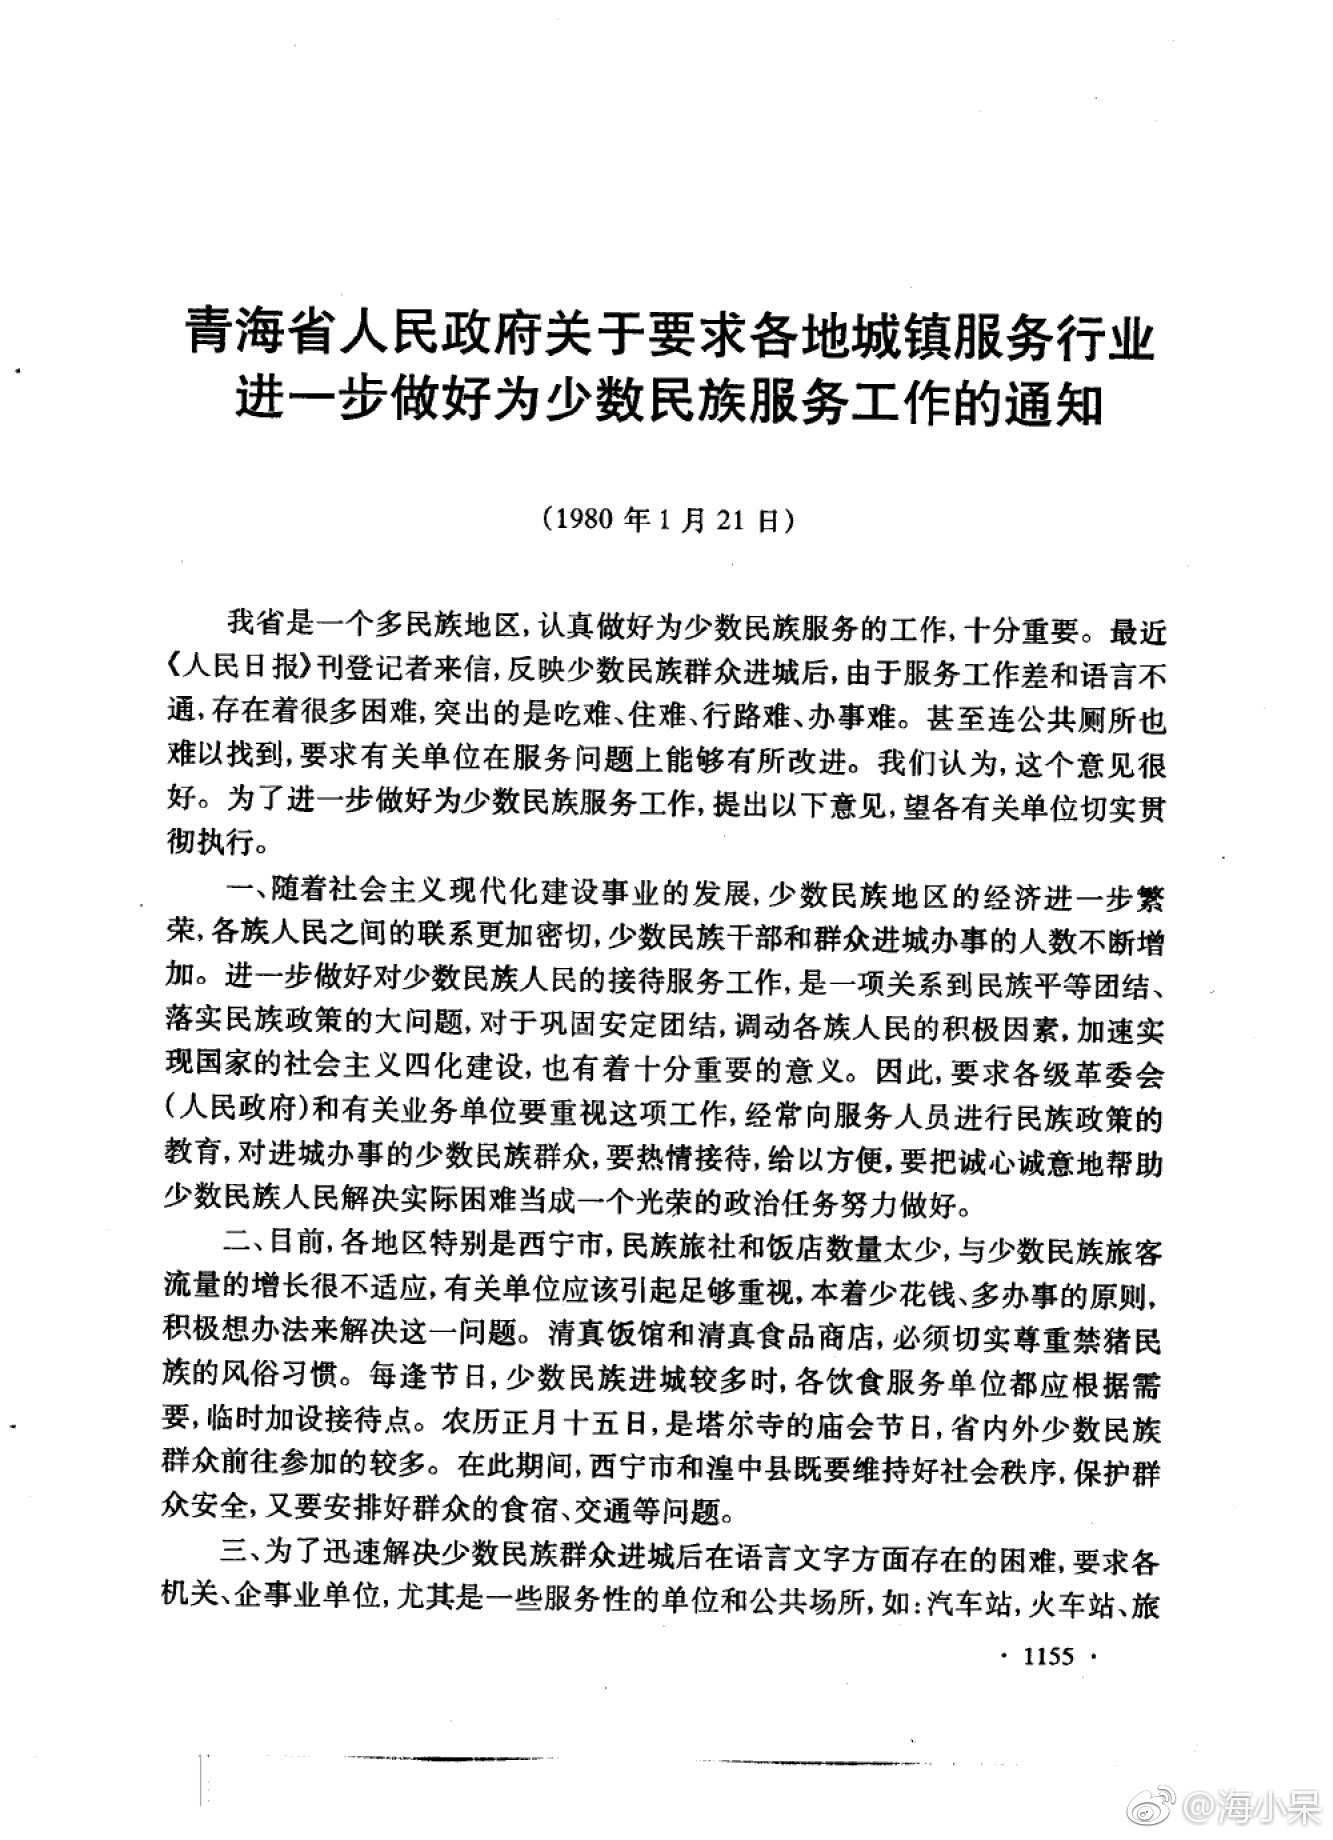 青海省人民政府关于要求各地城镇服务行业
进一步做好为少数民族服务工作的通知
(1980 年 1 月 21 日)
我省是一个多民族地区,认真做好为少数民族服务的工作,十分重要。最近
《人民日报》刊登记者来信,反映少数民族群众进城后,由于服务工作差和语言不
通,存在着很多困难,突出的是吃难、住难、行路难、办事难。甚至连公共厕所也
难以找到,要求有关单位在服务问题上能够有所改进。我们认为,这个意见很
好。为了进一步做好为少数民族服务工作,提出以下意见,望各有关单位切实贯
彻执行。
一、随着社会主义现代化建设事业的发展,少数民族地区的经济进一步繁
荣,各族人民之间的联系更加密切,少数民族干部和群众进城办事的人数不断增
加。进一步做好对少数民族人民的接待服务工作,是一项关系到民族平等团结、
落实民族政策的大问题,对于巩固安定团结,调动各族人民的积极因素,加速实
现国家的社会主义四化建设,也有着十分重要的意义。因此,要求各级革委会
(人民政府)和有关业务单位要重视这项工作,经常向服务人员进行民族政策的
教育,对进城办事的少数民族群众,要热情接待,给以方便,要把诚心诚意地帮助
少数民族人民解决实际困难当成一个光荣的政治任务努力做好。
二、目前,各地区特别是西宁市,民族旅社和饭店数量太少,与少数民族旅客
流量的增长很不适应,有关单位应该引起足够重视,本着少花钱、多办事的原则,
积极想办法来解决这一问题。清真饭馆和清真食品商店,必须切实尊重禁猪民
族的风俗习惯。每逢节日,少数民族进城较多时,各饮食服务单位都应根据需
要,临时加设接待点。农历正月十五日,是塔尔寺的庙会节日,省内外少数民族
群众前往参加的较多。在此期间,西宁市和湟中县既要维持好社会秩序,保护群
众安全,又要安排好群众的食宿、交通等问题。
三、为了迅速解决少数民族群众进城后在语言文字方面存在的困难,要求各
机关、企事业单位,尤其是一些服务性的单位和公共场所,如:汽车站,火车站、旅
· 1155 ·
@海小呆